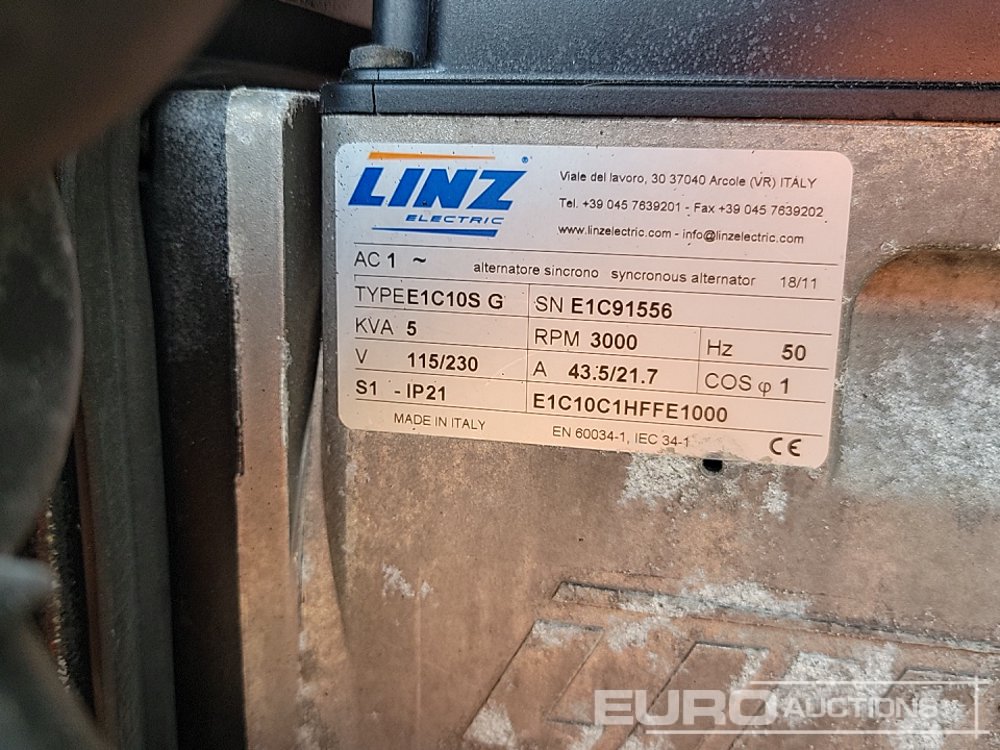 LINZ®
ELECTRIC
Viale del lavoro, 30 37040 Arcole (VR) ITALY
Tel. +39 045 7639201 - Fax +39 045 7639202
www.linzelectric.com - info@linzelectric.com
AC 1 ~ alternatore sincrono syncronous alternator 18/11
TYPE E1C10S G SN E1C91556
KVA 5 RPM 3000 Hz 50
V 115/230 A 43.5/21.7 COS φ 1
S1 - IP21 E1C10C1HFFE1000
MADE IN ITALY EN 60034-1, IEC 34-1 CE
EURO AUCTIONS